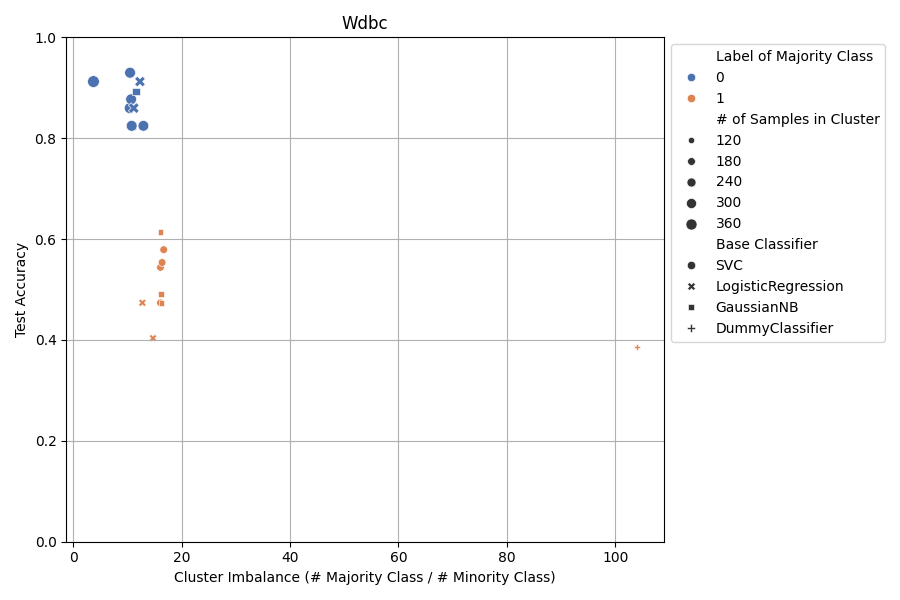 Wdbc
1.0
0.8
0.6
0.4
0.2
0.0
Test Accuracy
0
20
40
60
80
100
Cluster Imbalance (# Majority Class / # Minority Class)
Label of Majority Class
0
1
# of Samples in Cluster
120
180
240
300
360
Base Classifier
SVC
LogisticRegression
GaussianNB
DummyClassifier